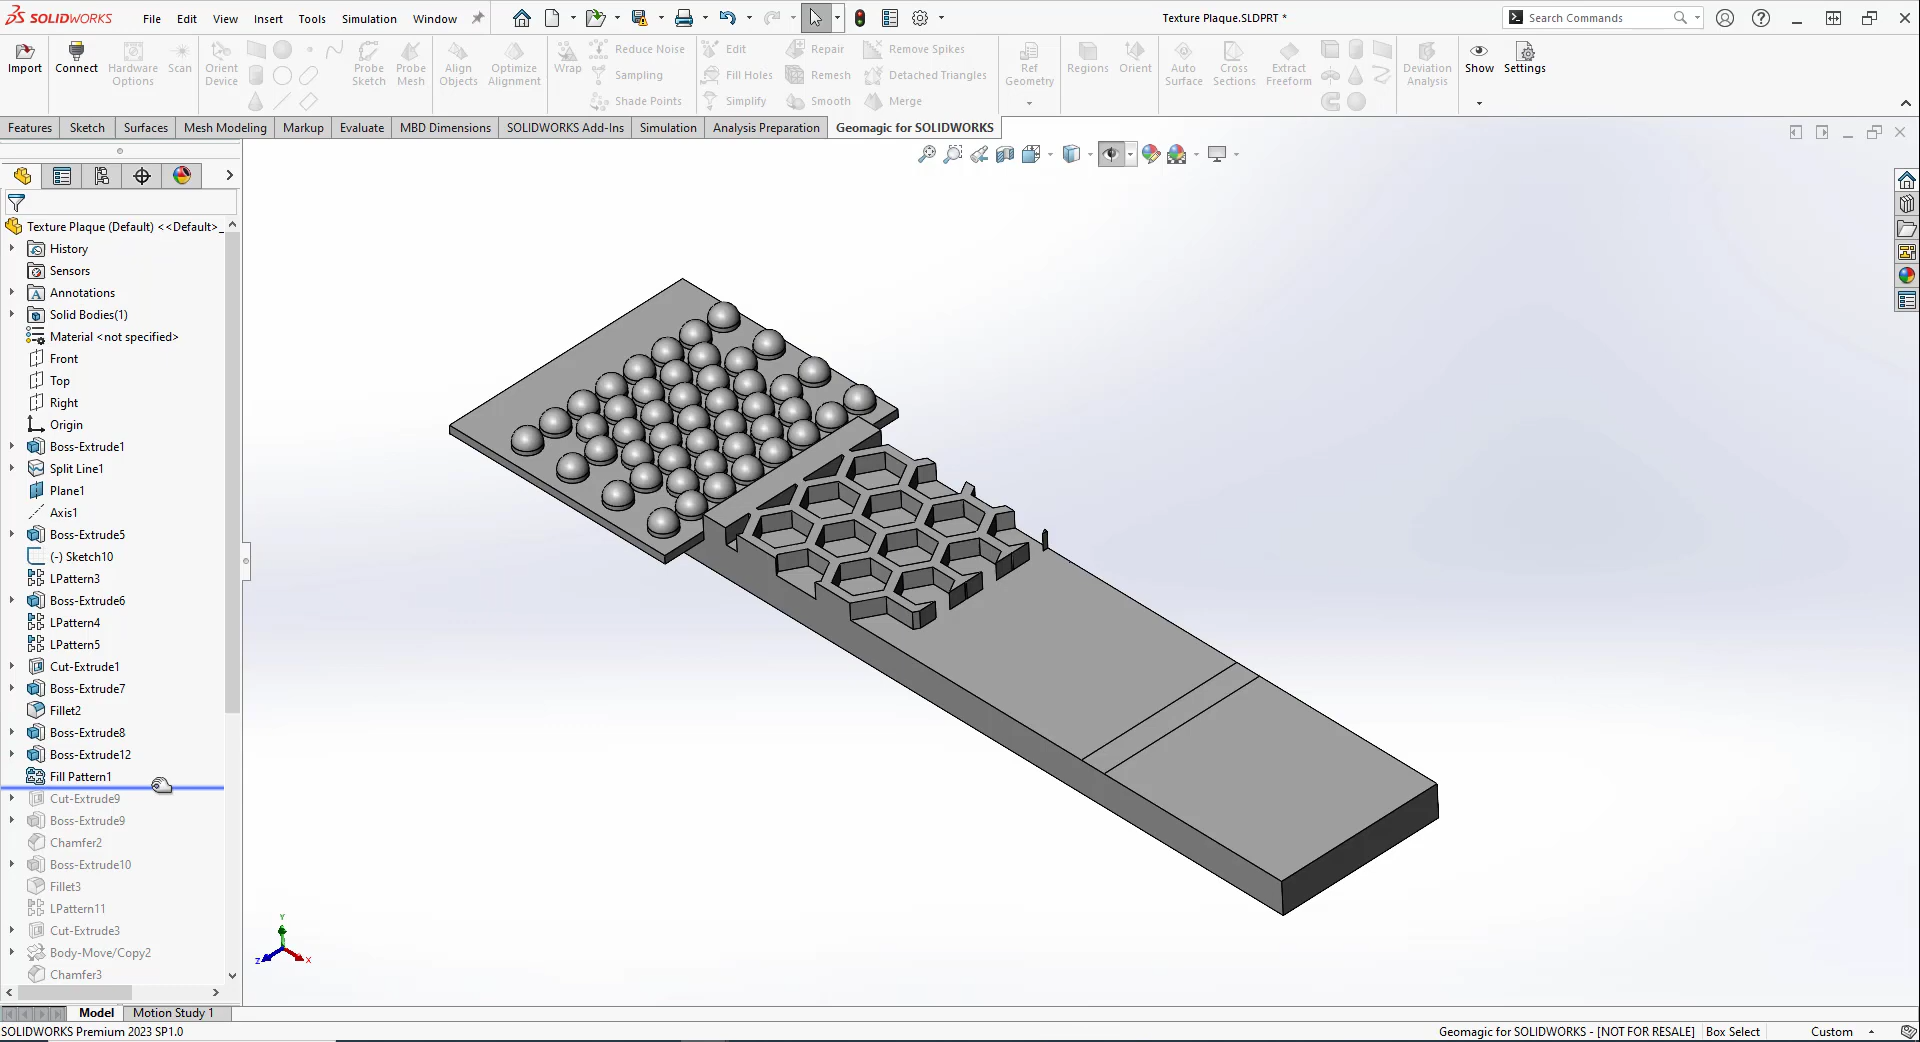 SOLIDWORKS File Edit View Insert Tools Simulation Window Texture Plaque.SLDPRT * Search Commands
Import Connect Hardware Options Scan Orient Device Probe Sketch Probe Mesh Align Objects Optimize Alignment Wrap Reduce Noise Sampling Shade Points Edit Fill Holes Simplify Repair Remesh Smooth Remove Spikes Detached Triangles Merge Ref Geometry Regions Orient Auto Surface Cross Sections Extract Freeform Deviation Analysis Show Settings
Features Sketch Surfaces Mesh Modeling Markup Evaluate MBD Dimensions SOLIDWORKS Add-Ins Simulation Analysis Preparation Geomagic for SOLIDWORKS
Texture Plaque (Default) <<Default>_
History
Sensors
Annotations
Solid Bodies(1)
Material <not specified>
Front
Top
Right
Origin
Boss-Extrude1
Split Line1
Plane1
Axis1
Boss-Extrude5
(-) Sketch10
LPattern3
Boss-Extrude6
LPattern4
LPattern5
Cut-Extrude1
Boss-Extrude7
Fillet2
Boss-Extrude8
Boss-Extrude12
Fill Pattern1
Cut-Extrude9
Boss-Extrude9
Chamfer2
Boss-Extrude10
Fillet3
LPattern11
Cut-Extrude3
Body-Move/Copy2
Chamfer3
Y
Z X
Model Motion Study 1
SOLIDWORKS Premium 2023 SP1.0 Geomagic for SOLIDWORKS - [NOT FOR RESALE] Box Select Custom